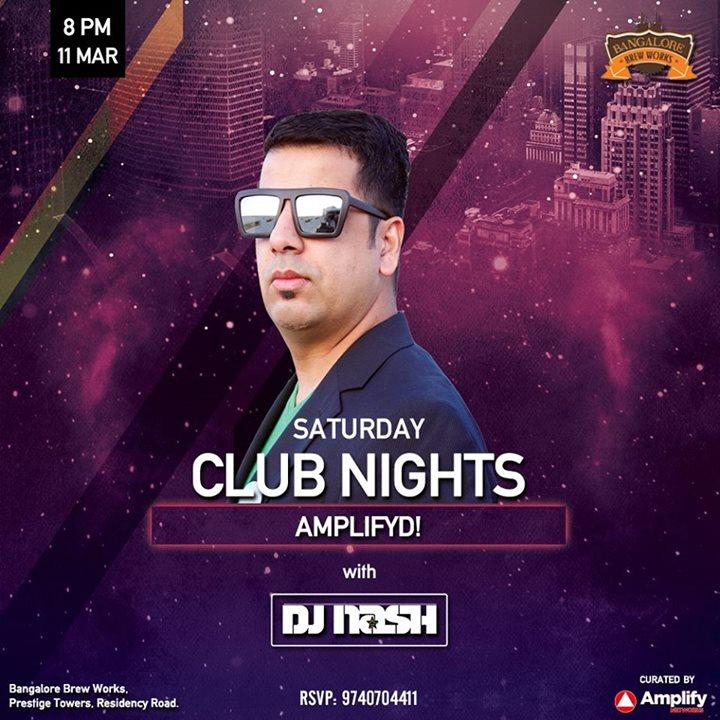 8 PM
11 MAR
BANGALORE
BREW WORKS
SATURDAY
CLUB NIGHTS
AMPLIFYD!
with
DJ NASH
Bangalore Brew Works,
Prestige Towers, Residency Road.
RSVP: 9740704411
CURATED BY
Amplify
NETWORKS